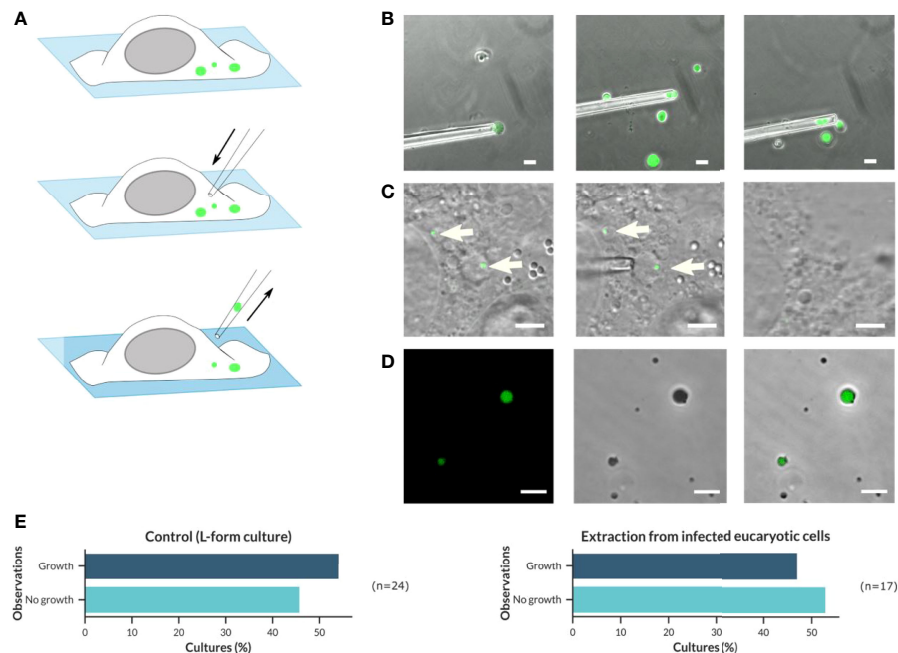 A
B
C
D
E
Control (L-form culture)
Observations
Growth
No growth
0 10 20 30 40 50
Cultures (%)
(n=24)
Extraction from infected eucaryotic cells
Observations
Growth
No growth
0 10 20 30 40 50
Cultures (%)
(n=17)